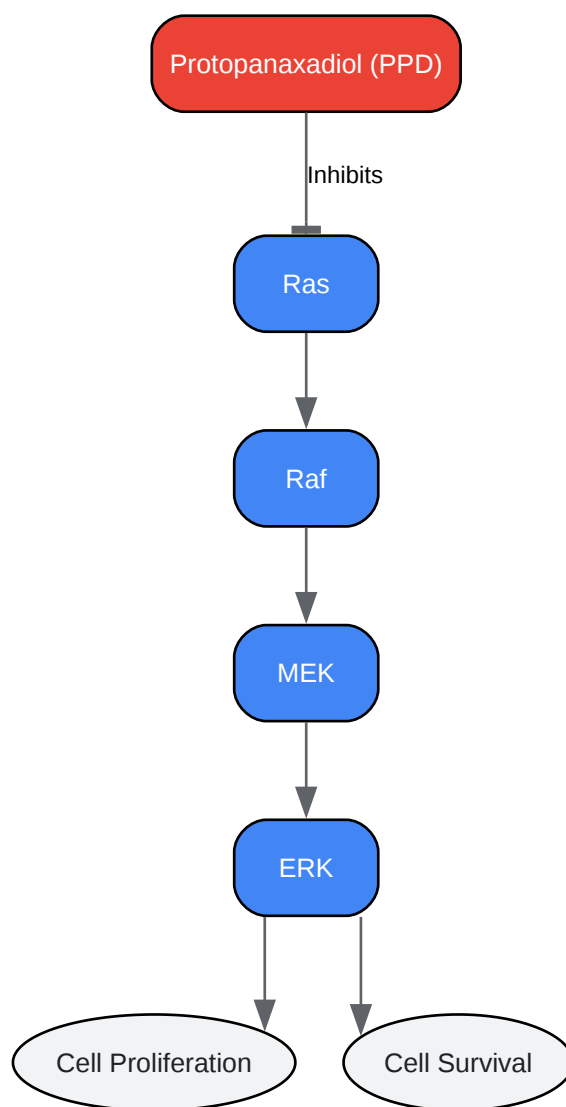 Protopanaxadiol (PPD)
Inhibits
Ras
Raf
MEK
ERK
Cell Proliferation
Cell Survival